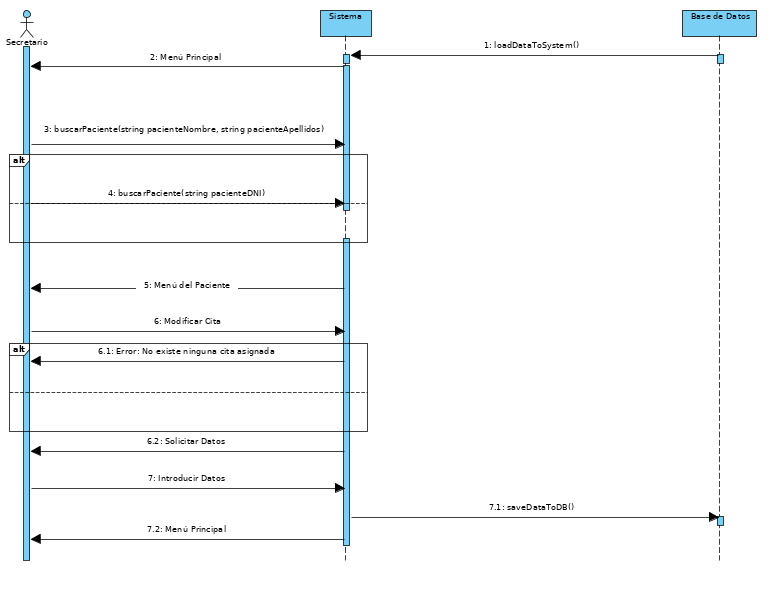 Secretario
Sistema
Base de Datos
1: loadDataToSystem()
2: Menú Principal
3: buscarPaciente(string pacienteNombre, string pacienteApellidos)
alt
4: buscarPaciente(string pacienteDNI)
5: Menú del Paciente
6: Modificar Cita
alt
6.1: Error: No existe ninguna cita asignada
6.2: Solicitar Datos
7: Introducir Datos
7.1: saveDataToDB()
7.2: Menú Principal